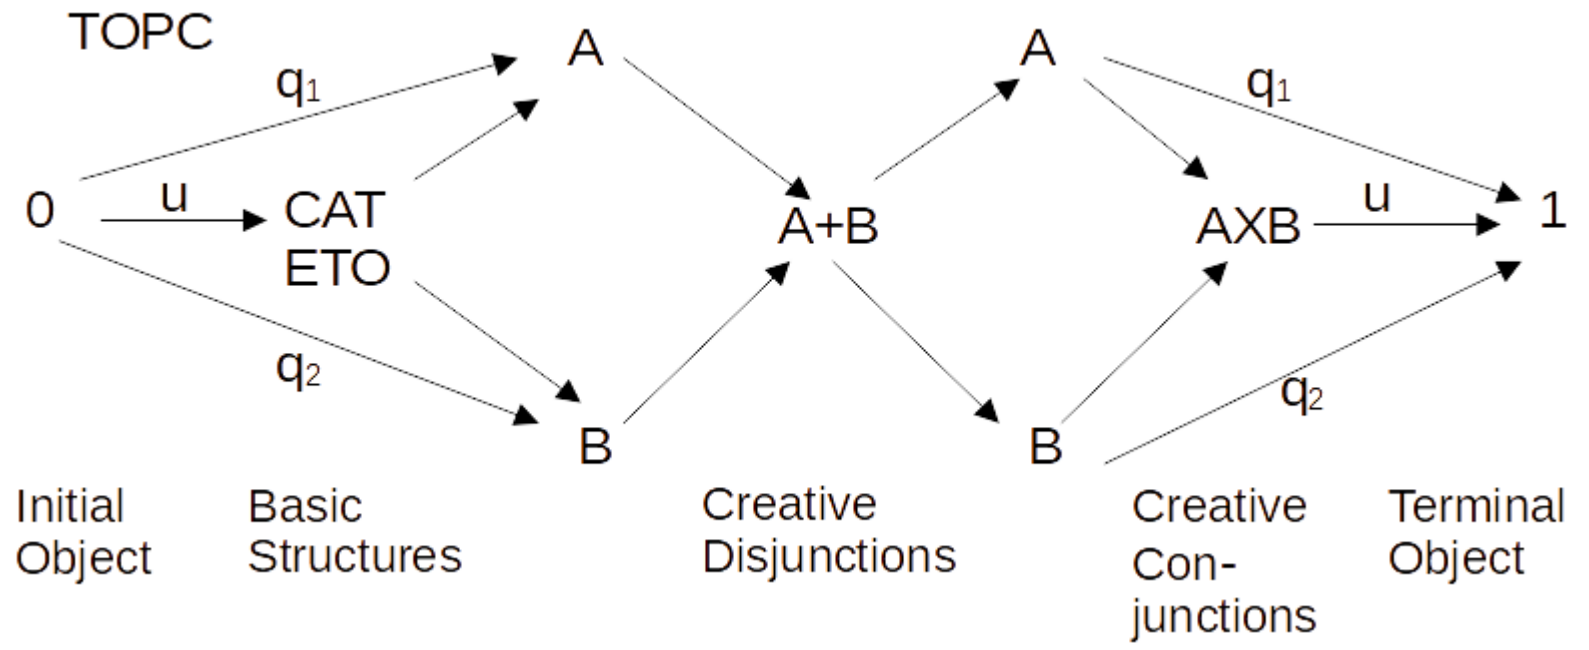 TOPC
A
A
q1
q1
0
u
CAT
ETO
A+B
AXB
u
1
q2
q2
B
B
Initial
Object
Basic
Structures
Creative
Disjunctions
Creative
Con-
junctions
Terminal
Object